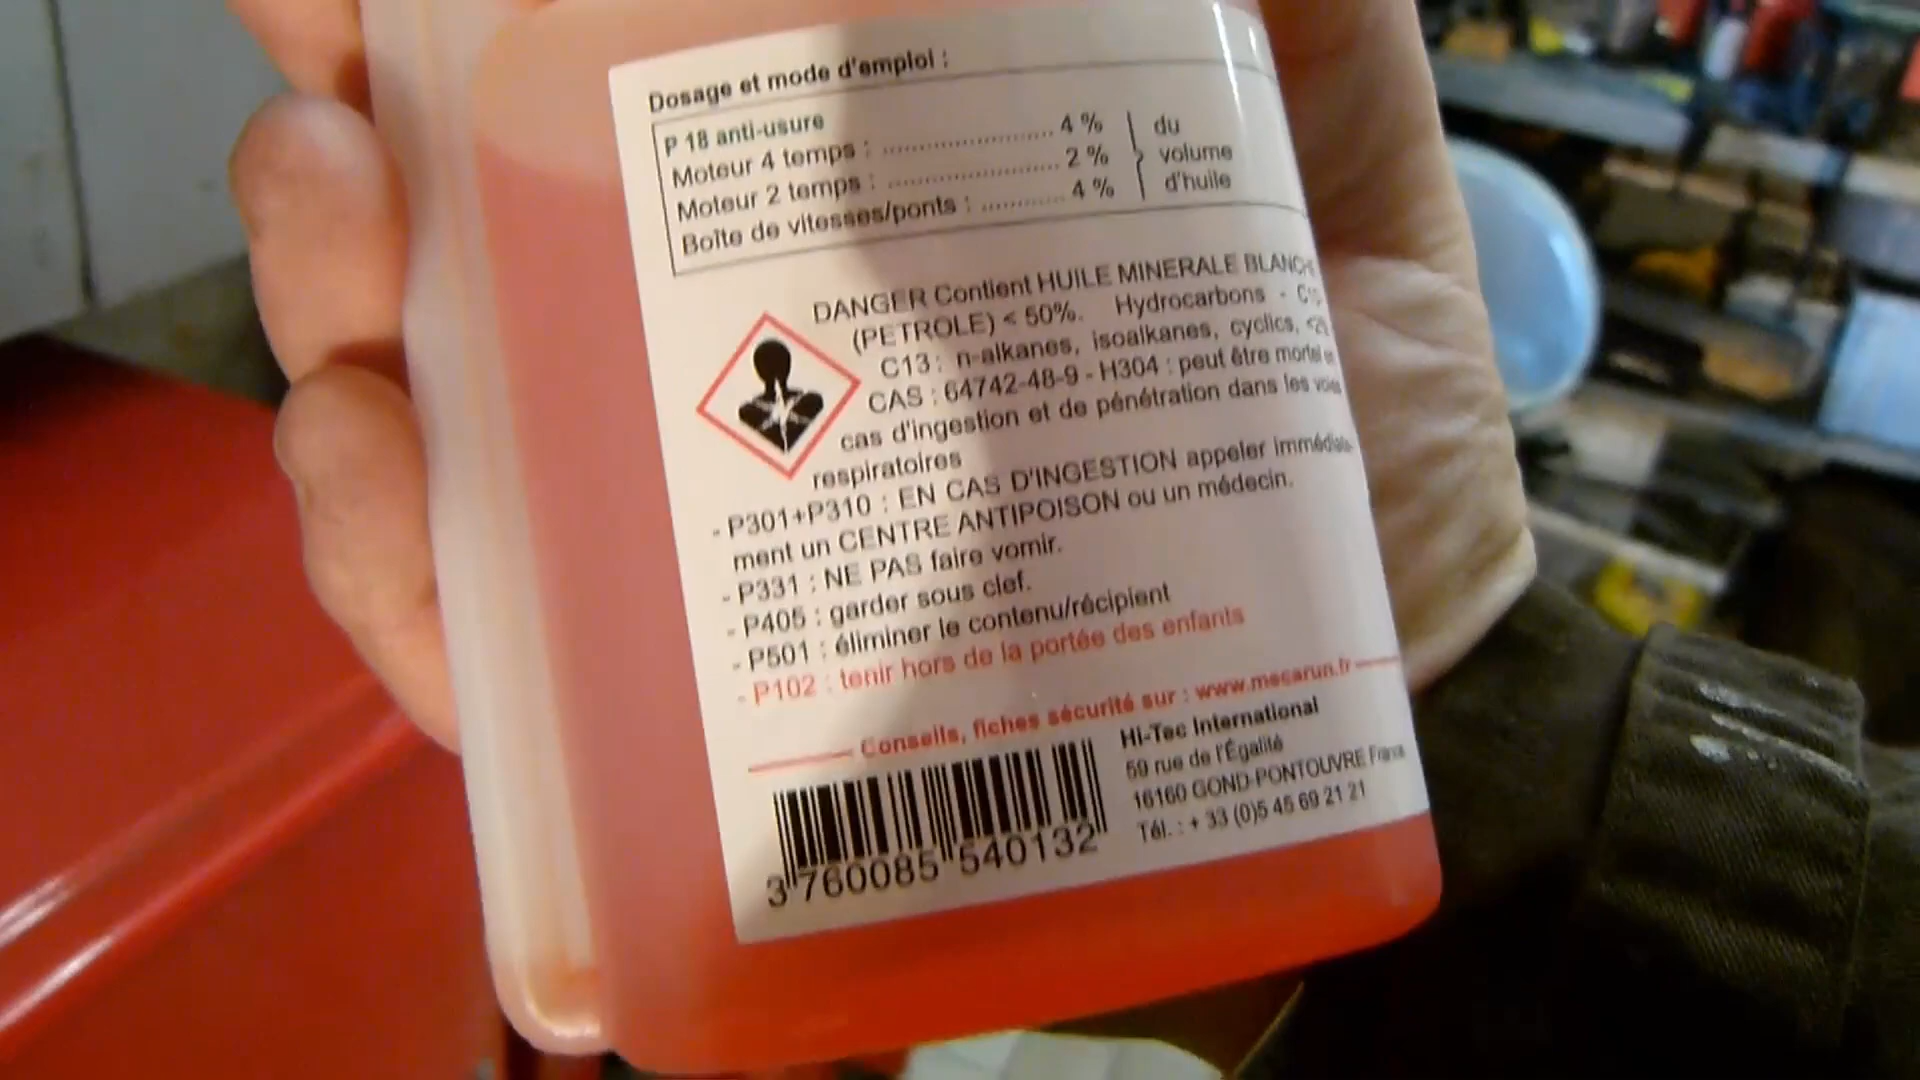 Dosage et mode d'emploi :
P 18 anti-usure
Moteur 4 temps : ........................ 4 %
Moteur 2 temps : ........................ 2 %
Boîte de vitesses/ponts : ............ 4 %
du
volume
d'huile
DANGER Contient HUILE MINERALE BLANCHE
(PETROLE) < 50%. Hydrocarbons -
C13 : n-alkanes, isoalkanes, cyclics,
CAS : 64742-48-9 - H304 : peut être mortel en
cas d'ingestion et de pénétration dans les voies
respiratoires
- P301+P310 : EN CAS D'INGESTION appeler immédiate-
ment un CENTRE ANTIPOISON ou un médecin.
- P331 : NE PAS faire vomir.
- P405 : garder sous clef.
- P501 : éliminer le contenu/récipient
- P102 : tenir hors de la portée des enfants
Conseils, fiches sécurité sur : www.mecarun.fr
Hi-Tec International
59 rue de l'Égalité
16160 GOND-PONTOUVRE France
Tél. : + 33 (0)5 45 69 21 21
3 760085 540132